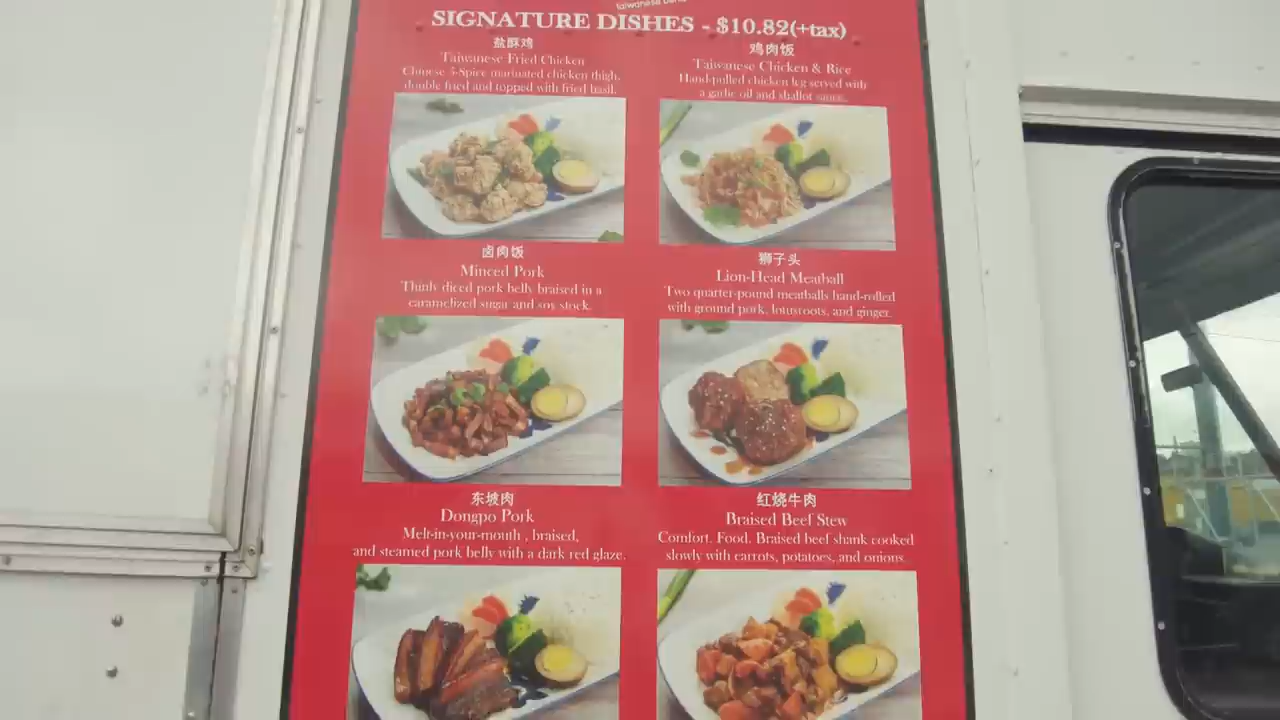 taiwanese bento
SIGNATURE DISHES - $10.82(+tax)
盐酥鸡
Taiwanese Fried Chicken
Chinese 5-Spice marinated chicken thigh,
double fried and topped with fried basil.
鸡肉饭
Taiwanese Chicken & Rice
Hand-pulled chicken leg served with
a garlic oil and shallot sauce.
卤肉饭
Minced Pork
Thinly diced pork belly braised in a
caramelized sugar and soy stock.
狮子头
Lion-Head Meatball
Two quarter-pound meatballs hand-rolled
with ground pork, lotusroots, and ginger.
东坡肉
Dongpo Pork
Melt-in-your-mouth , braised,
and steamed pork belly with a dark red glaze.
红烧牛肉
Braised Beef Stew
Comfort. Food. Braised beef shank cooked
slowly with carrots, potatoes, and onions.